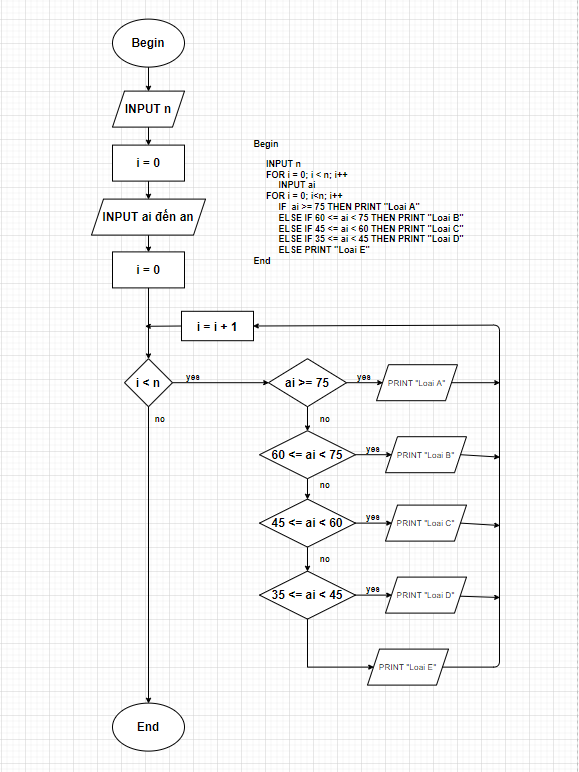 Begin
INPUT n
i = 0
INPUT ai đến an
i = 0
Begin
INPUT n
FOR i = 0; i < n; i++
INPUT ai
FOR i = 0; i<n; i++
IF ai >= 75 THEN PRINT "Loai A"
ELSE IF 60 <= ai < 75 THEN PRINT "Loai B"
ELSE IF 45 <= ai < 60 THEN PRINT "Loai C"
ELSE IF 35 <= ai < 45 THEN PRINT "Loai D"
ELSE PRINT "Loai E"
End
i = i + 1
i < n
yes
ai >= 75
yes
PRINT "Loai A"
no
no
60 <= ai < 75
yes
PRINT "Loai B"
no
45 <= ai < 60
yes
PRINT "Loai C"
no
35 <= ai < 45
yes
PRINT "Loai D"
PRINT "Loai E"
End